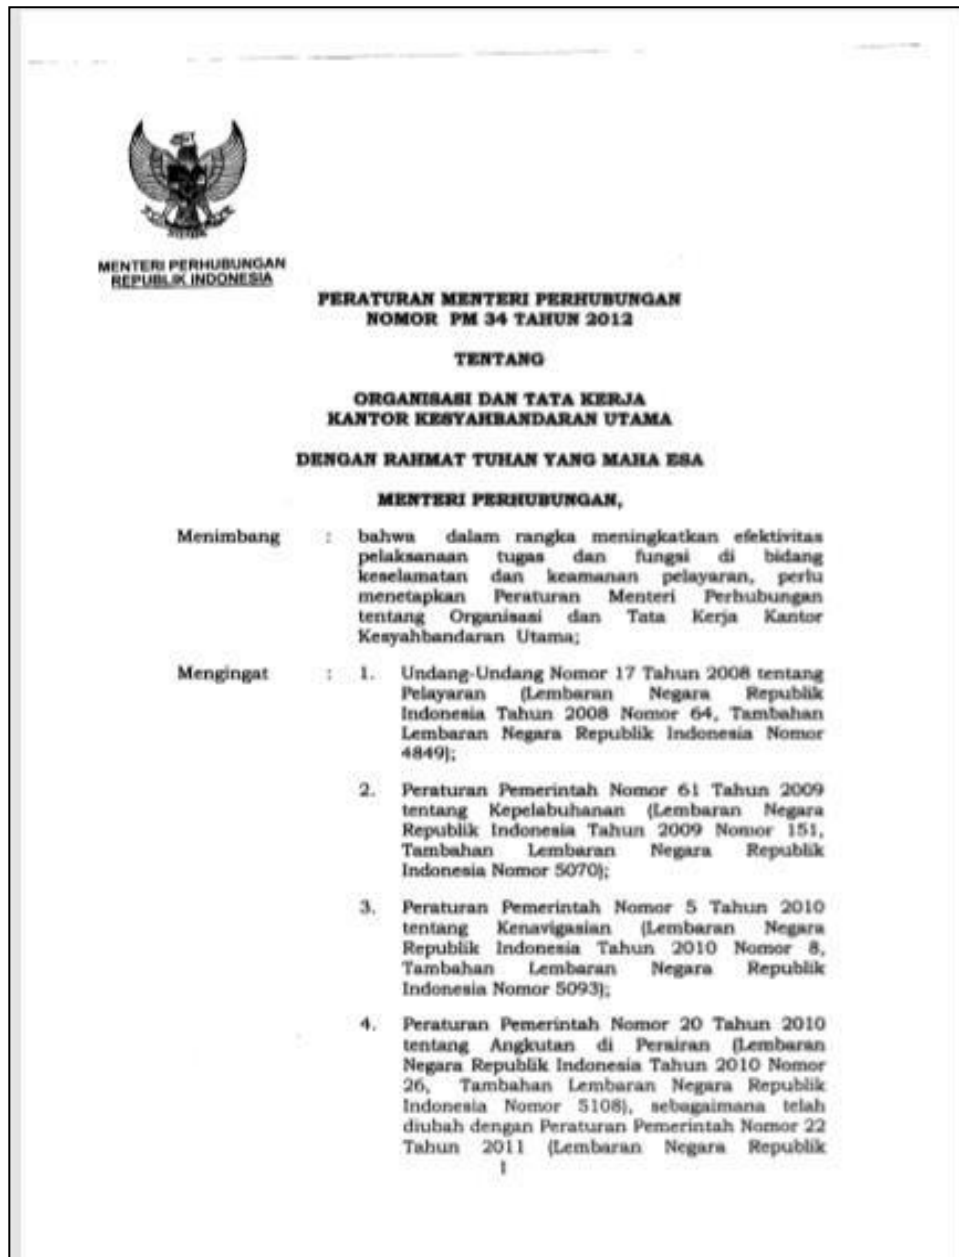 MENTERI PERHUBUNGAN
REPUBLIK INDONESIA
PERATURAN MENTERI PERHUBUNGAN
NOMOR PM 34 TAHUN 2012
TENTANG
ORGANISASI DAN TATA KERJA
KANTOR KESYAHBANDARAN UTAMA
DENGAN RAHMAT TUHAN YANG MAHA ESA
MENTERI PERHUBUNGAN,
Menimbang : bahwa dalam rangka meningkatkan efektivitas
pelaksanaan tugas dan fungsi di bidang
keselamatan dan keamanan pelayaran, perlu
menetapkan Peraturan Menteri Perhubungan
tentang Organisasi dan Tata Kerja Kantor
Kesyahbandaran Utama;
Mengingat : 1. Undang-Undang Nomor 17 Tahun 2008 tentang
Pelayaran (Lembaran Negara Republik
Indonesia Tahun 2008 Nomor 64, Tambahan
Lembaran Negara Republik Indonesia Nomor
4849);
2. Peraturan Pemerintah Nomor 61 Tahun 2009
tentang Kepelabuhanan (Lembaran Negara
Republik Indonesia Tahun 2009 Nomor 151,
Tambahan Lembaran Negara Republik
Indonesia Nomor 5070);
3. Peraturan Pemerintah Nomor 5 Tahun 2010
tentang Kenavigasian (Lembaran Negara
Republik Indonesia Tahun 2010 Nomor 8,
Tambahan Lembaran Negara Republik
Indonesia Nomor 5093);
4. Peraturan Pemerintah Nomor 20 Tahun 2010
tentang Angkutan di Perairan (Lembaran
Negara Republik Indonesia Tahun 2010 Nomor
26, Tambahan Lembaran Negara Republik
Indonesia Nomor 5108), sebagaimana telah
diubah dengan Peraturan Pemerintah Nomor 22
Tahun 2011 (Lembaran Negara Republik
1